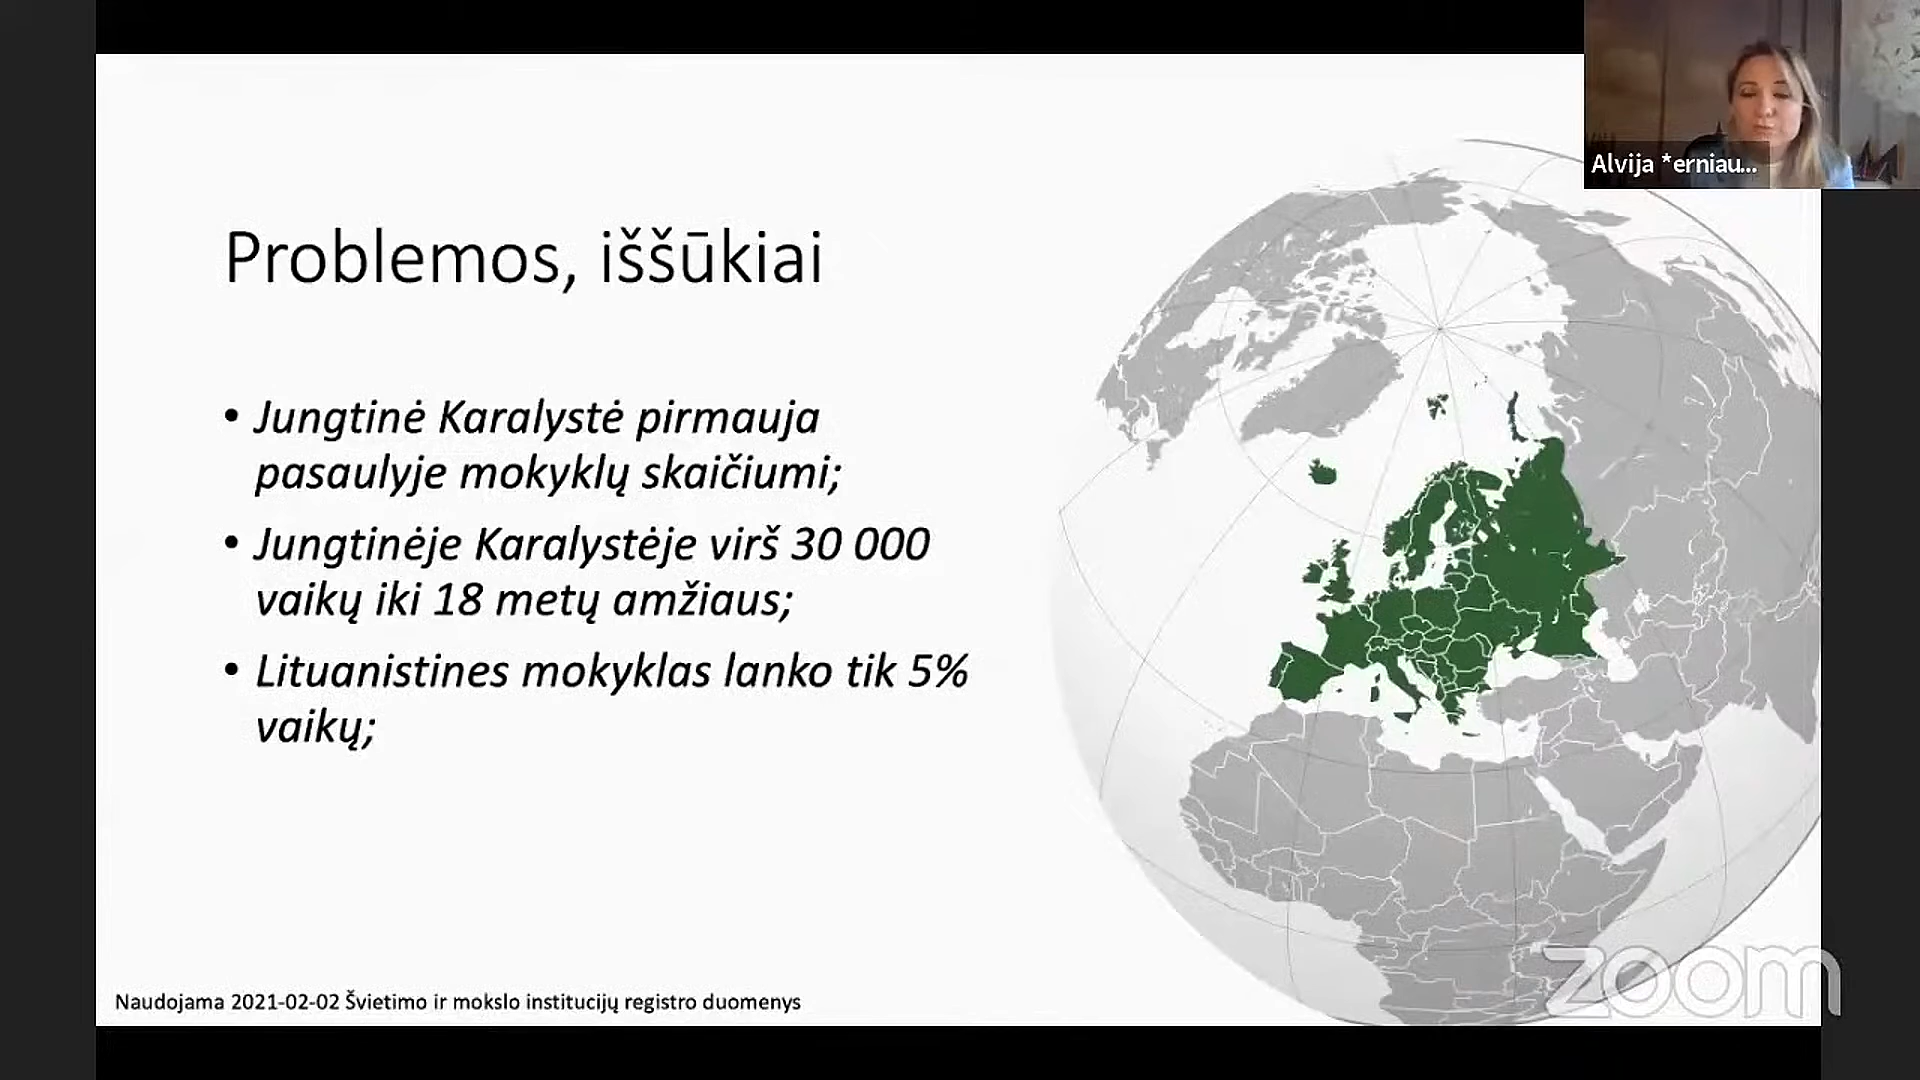 Alvija *erniau...
Problemos, iššūkiai
• Jungtinė Karalystė pirmauja
pasaulyje mokyklų skaičiumi;
• Jungtinėje Karalystėje virš 30 000
vaikų iki 18 metų amžiaus;
• Lituanistines mokyklas lanko tik 5%
vaikų;
Naudojama 2021-02-02 Švietimo ir mokslo institucijų registro duomenys
zoom